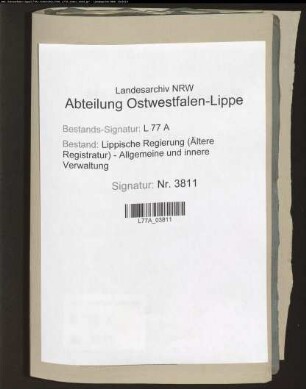 Landesarchiv NRW
Abteilung Ostwestfalen-Lippe
Bestands-Signatur: L 77 A
Bestand: Lippische Regierung (Ältere
Registratur) - Allgemeine und innere
Verwaltung
Signatur: Nr. 3811
L77A_03811